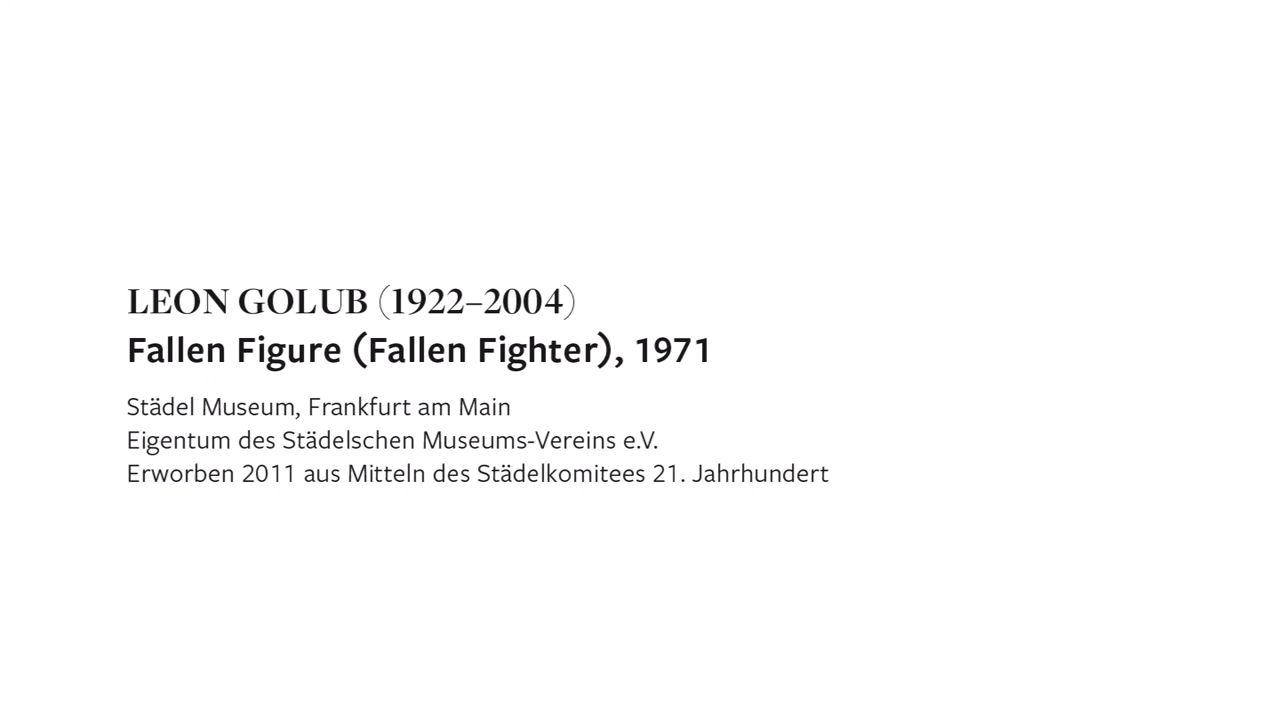 LEON GOLUB (1922–2004)
Fallen Figure (Fallen Fighter), 1971
Städel Museum, Frankfurt am Main
Eigentum des Städelschen Museums-Vereins e.V.
Erworben 2011 aus Mitteln des Städelkomitees 21. Jahrhundert